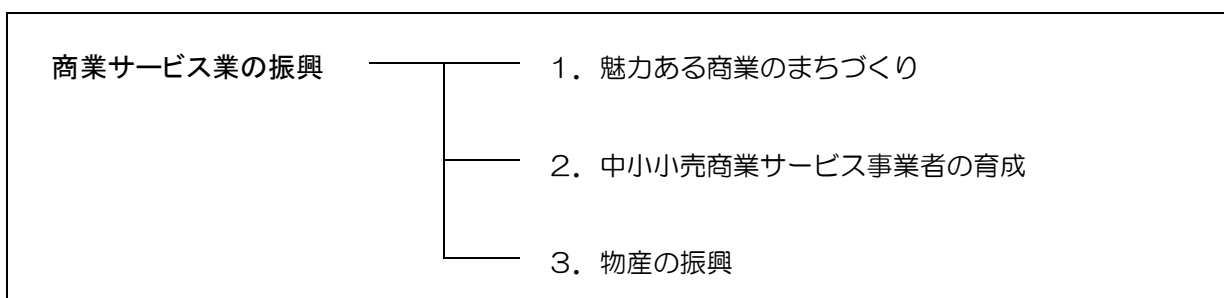 商業サービス業の振興
１．魅力ある商業のまちづくり
２．中小小売商業サービス事業者の育成
３．物産の振興